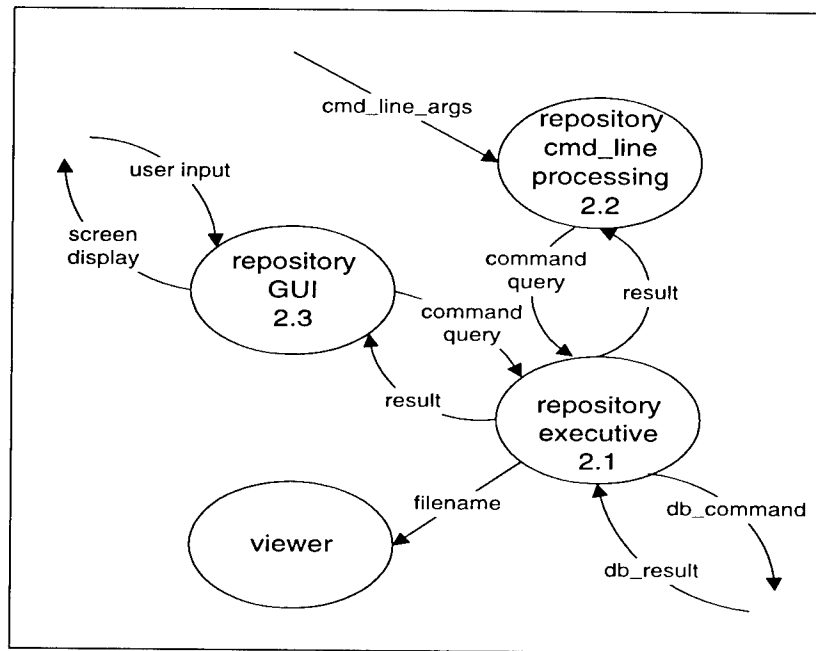 cmd_line_args
repository
cmd_line
processing
2.2
user input
screen
display
repository
GUI
2.3
command
query
result
command
query
result
repository
executive
2.1
filename
viewer
db_command
db_result